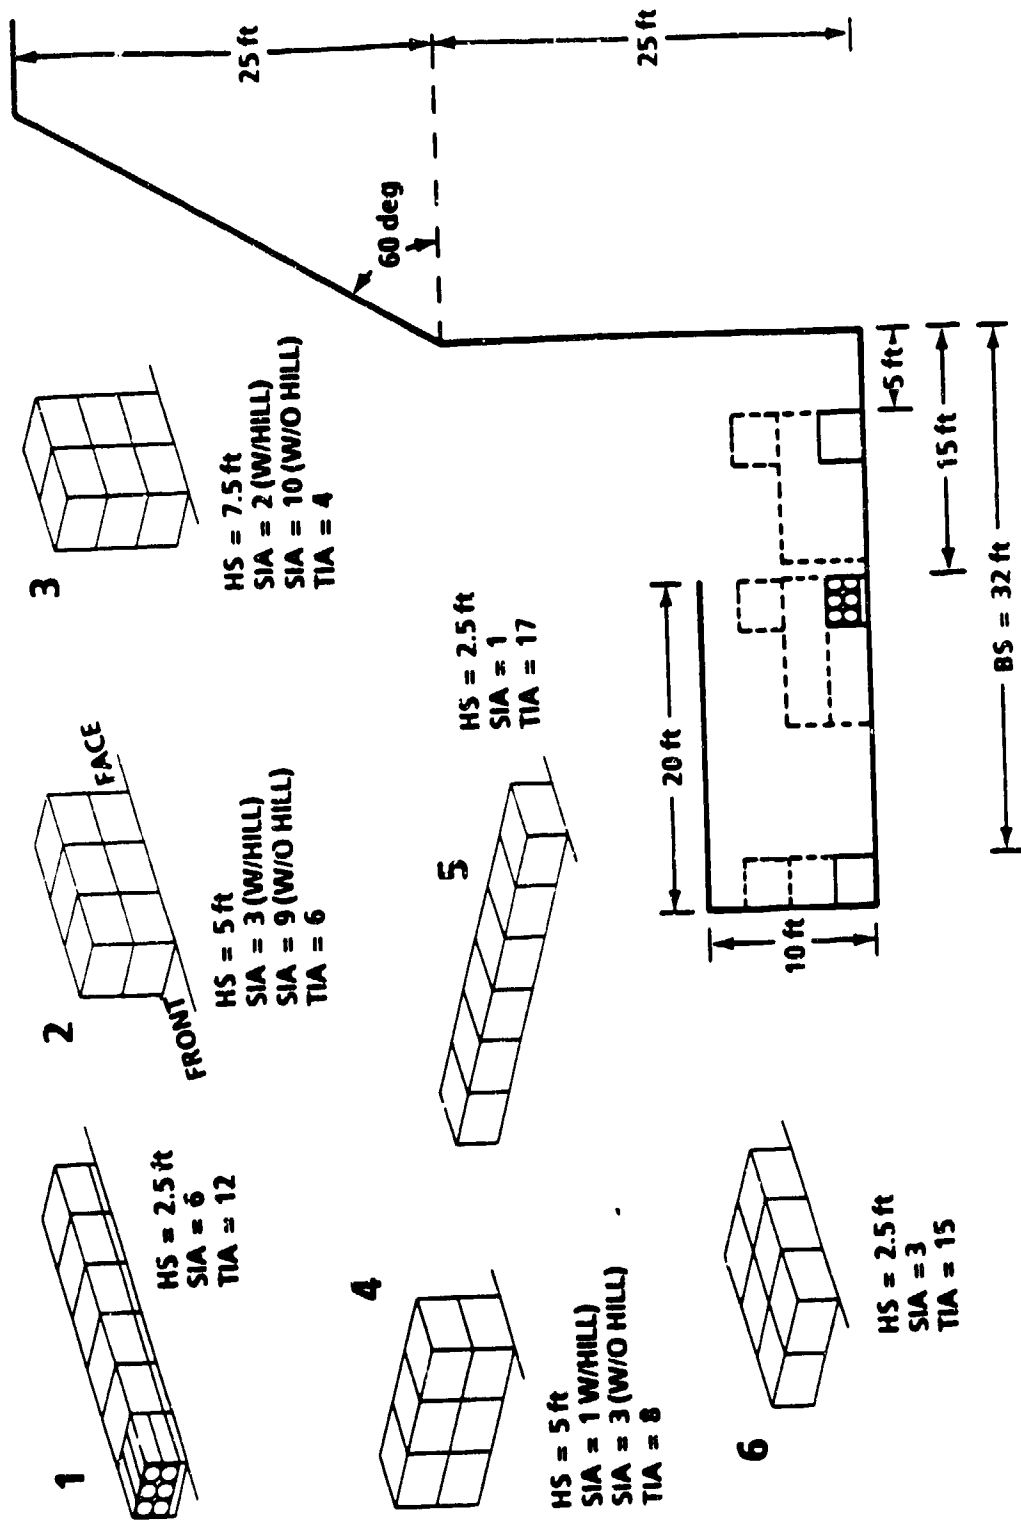 1
HS = 2.5 ft
SIA = 6
TIA = 12
2
FRONT
FACE
HS = 5 ft
SIA = 3 (W/HILL)
SIA = 9 (W/O HILL)
TIA = 6
3
HS = 7.5 ft
SIA = 2 (W/HILL)
SIA = 10 (W/O HILL)
TIA = 4
4
HS = 5 ft
SIA = 1 W/HILL)
SIA = 3 (W/O HILL)
TIA = 8
5
HS = 2.5 ft
SIA = 1
TIA = 17
6
HS = 2.5 ft
SIA = 3
TIA = 15
60 deg
25 ft
25 ft
20 ft
10 ft
5 ft
15 ft
BS = 32 ft